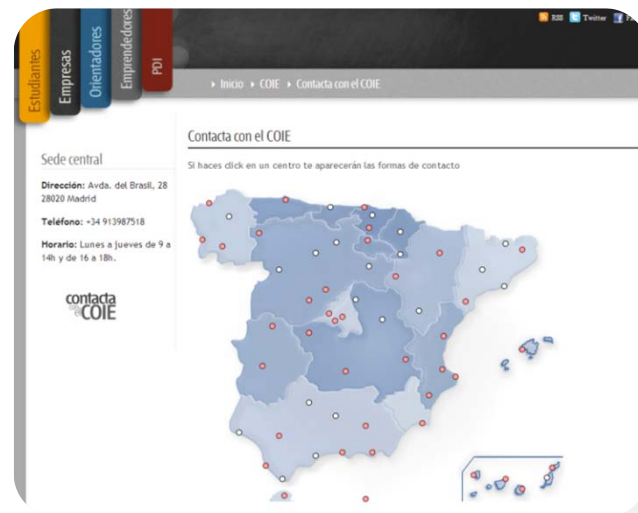 RSS Twitter
Estudiantes
Empresas
Orientadores
Emprendedores
PDI
Inicio COIE Contacta con el COIE
Contacta con el COIE
Si haces click en un centro te aparecerán las formas de contacto
Sede central
Dirección: Avda. del Brasil, 28
28020 Madrid
Teléfono: +34 913987518
Horario: Lunes a jueves de 9 a
14h y de 16 a 18h.
contacta
COIE